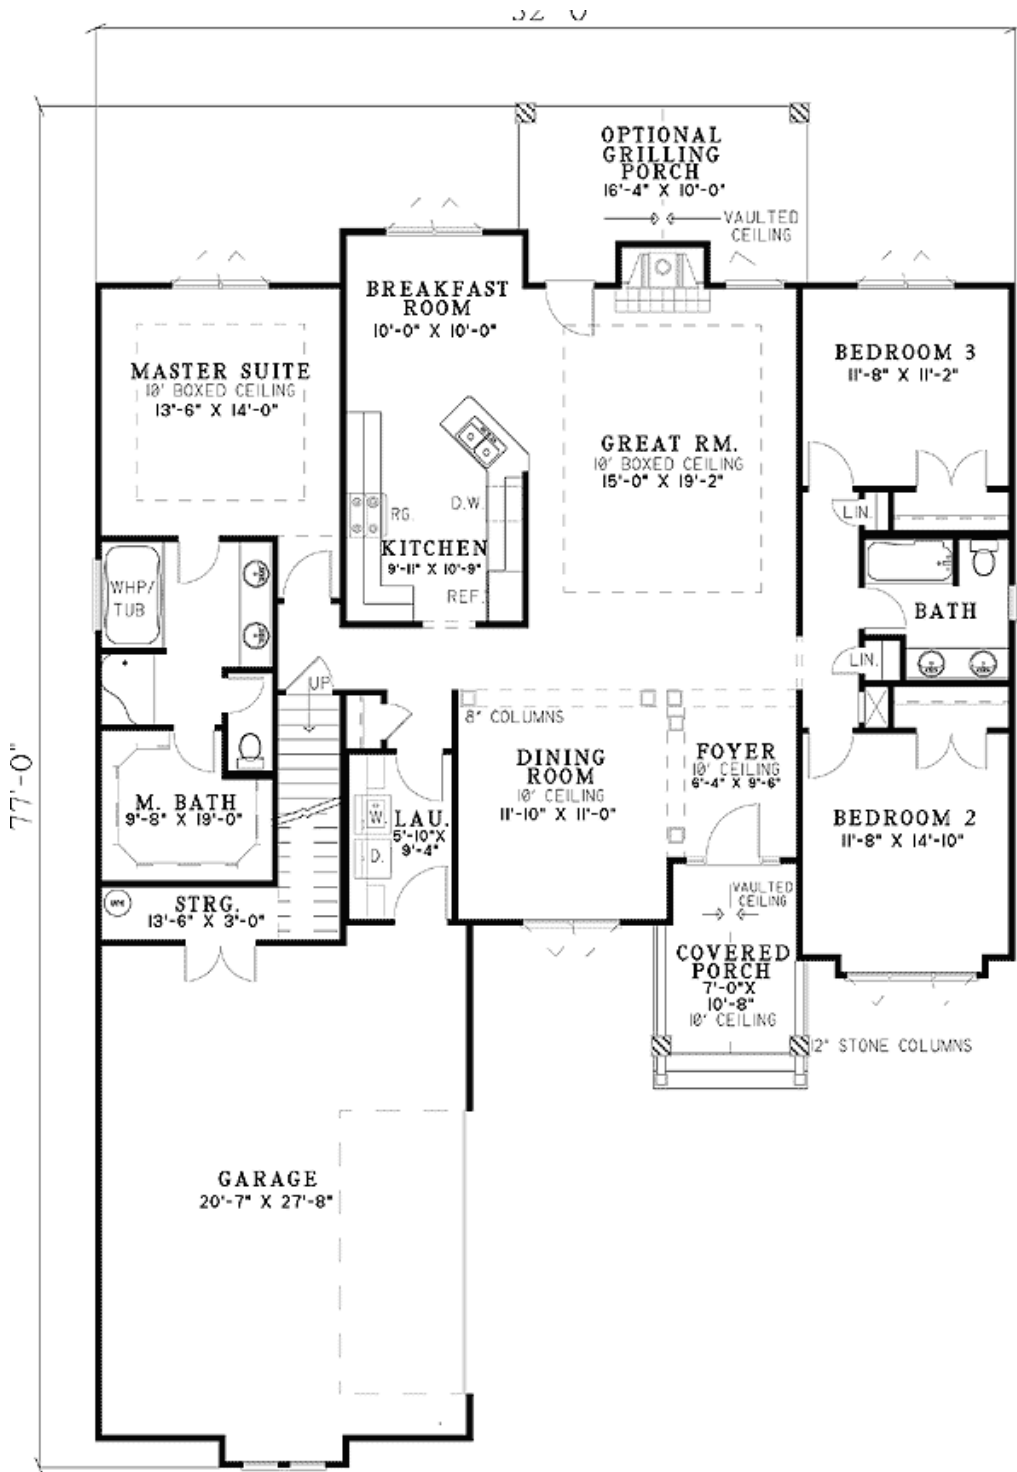 OPTIONAL
GRILLING
PORCH
16'-4" X 10'-0"
VAULTED
CEILING
BREAKFAST
ROOM
10'-0" X 10'-0"
MASTER SUITE
10' BOXED CEILING
13'-6" X 14'-0"
BEDROOM 3
11'-8" X 11'-2"
GREAT RM.
10' BOXED CEILING
15'-0" X 19'-2"
RG.
D.W.
KITCHEN
9'-11" X 10'-9"
REF.
LIN.
WHP/
TUB
BATH
LIN.
UP
8" COLUMNS
DINING
ROOM
10' CEILING
11'-10" X 11'-0"
FOYER
10' CEILING
6'-4" X 9'-6"
M. BATH
9'-8" X 19'-0"
W.
D.
LAU.
5'-10"X
9'-4"
BEDROOM 2
11'-8" X 14'-10"
77'-0"
STRG.
13'-6" X 3'-0"
VAULTED
CEILING
COVERED
PORCH
7'-0"X
10'-8"
10' CEILING
12" STONE COLUMNS
GARAGE
20'-7" X 27'-8"